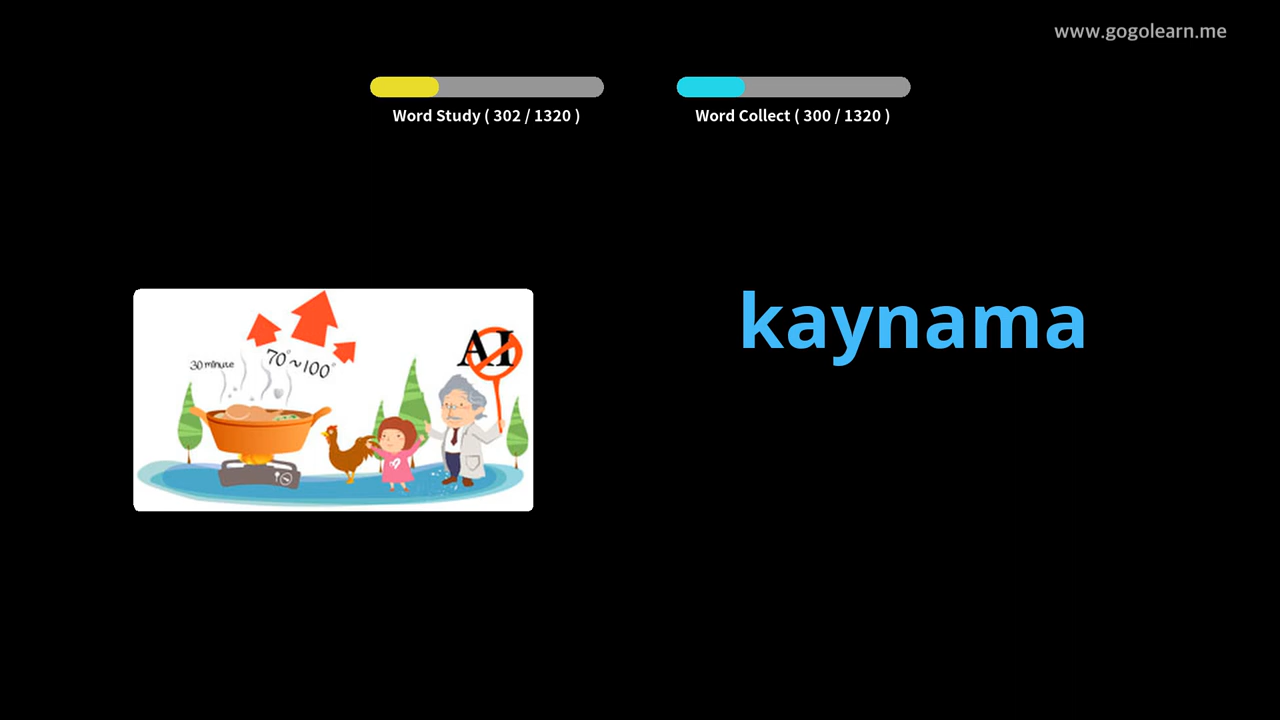 www.gogolearn.me
Word Study ( 302 / 1320 )
Word Collect ( 300 / 1320 )
kaynama
30 minute
70°~100°
AI